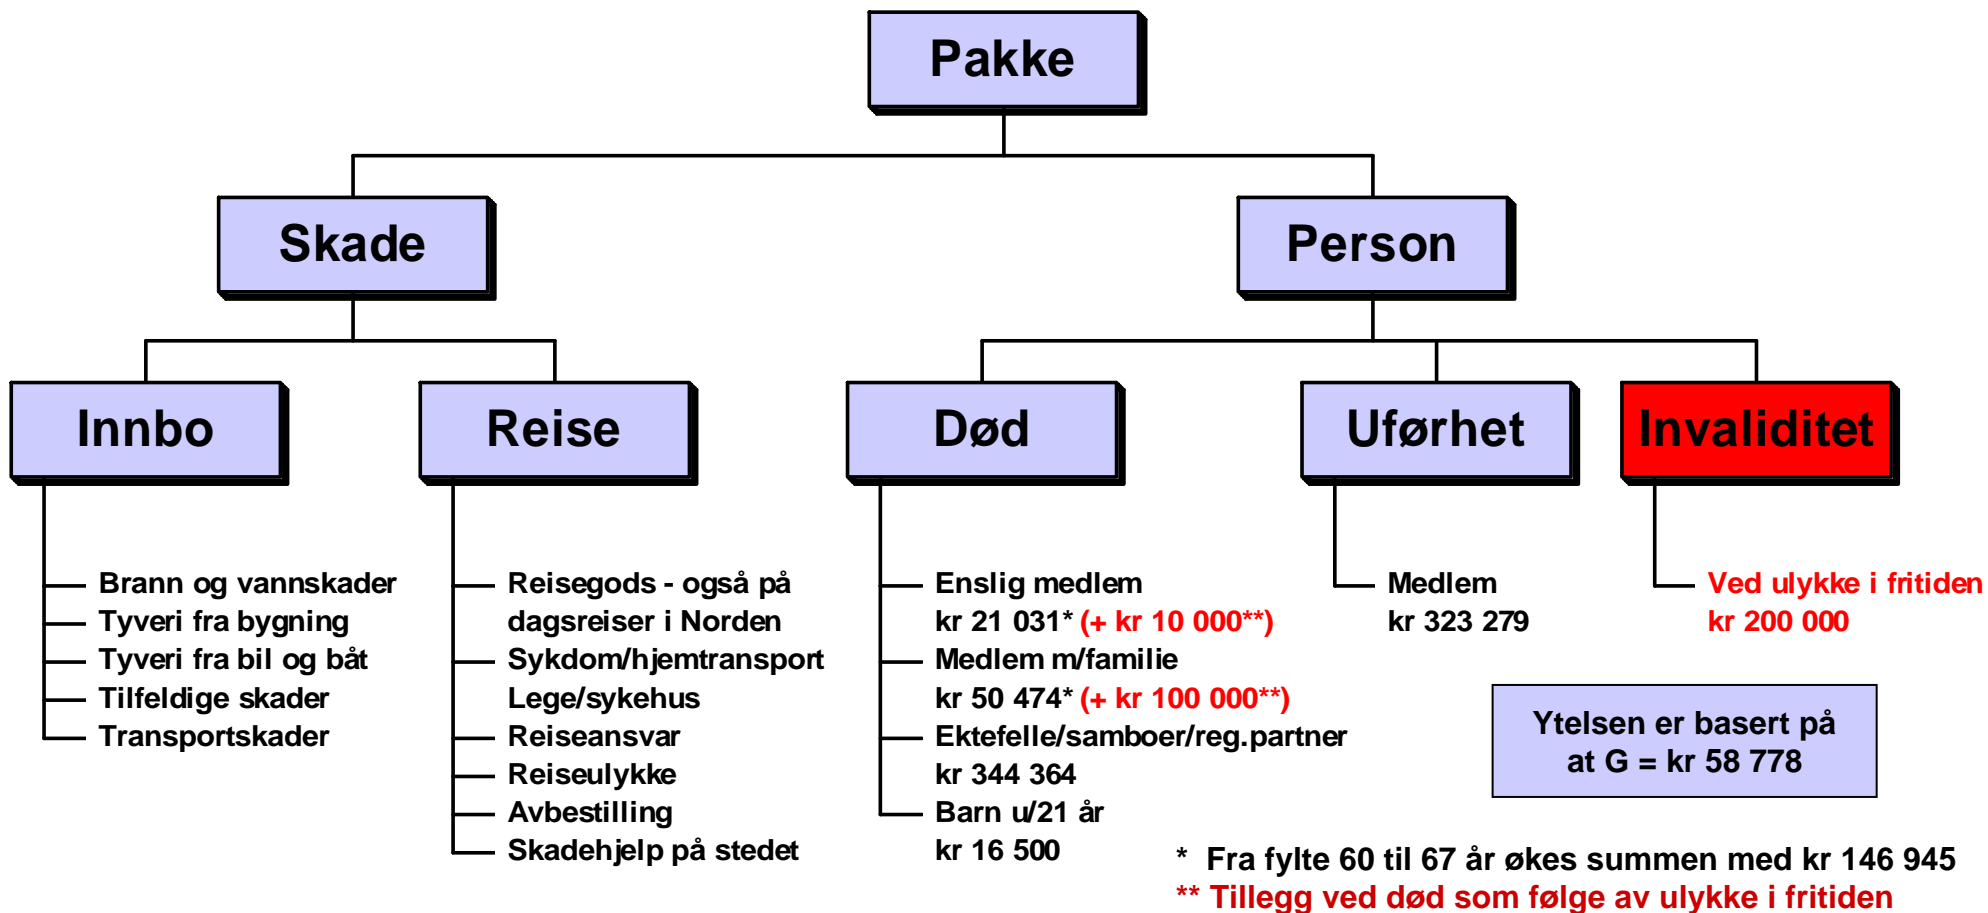 Pakke
Skade
Person
Innbo
Reise
Død
Uførhet
Invaliditet
Brann og vannskader
Tyveri fra bygning
Tyveri fra bil og båt
Tilfeldige skader
Transportskader
Reisegods - også på
dagsreiser i Norden
Sykdom/hjemtransport
Lege/sykehus
Reiseansvar
Reiseulykke
Avbestilling
Skadehjelp på stedet
Enslig medlem
kr 21 031* (+ kr 10 000**)
Medlem m/familie
kr 50 474* (+ kr 100 000**)
Ektefelle/samboer/reg.partner
kr 344 364
Barn u/21 år
kr 16 500
Medlem
kr 323 279
Ved ulykke i fritiden
kr 200 000
Ytelsen er basert på
at G = kr 58 778
* Fra fylte 60 til 67 år økes summen med kr 146 945
** Tillegg ved død som følge av ulykke i fritiden